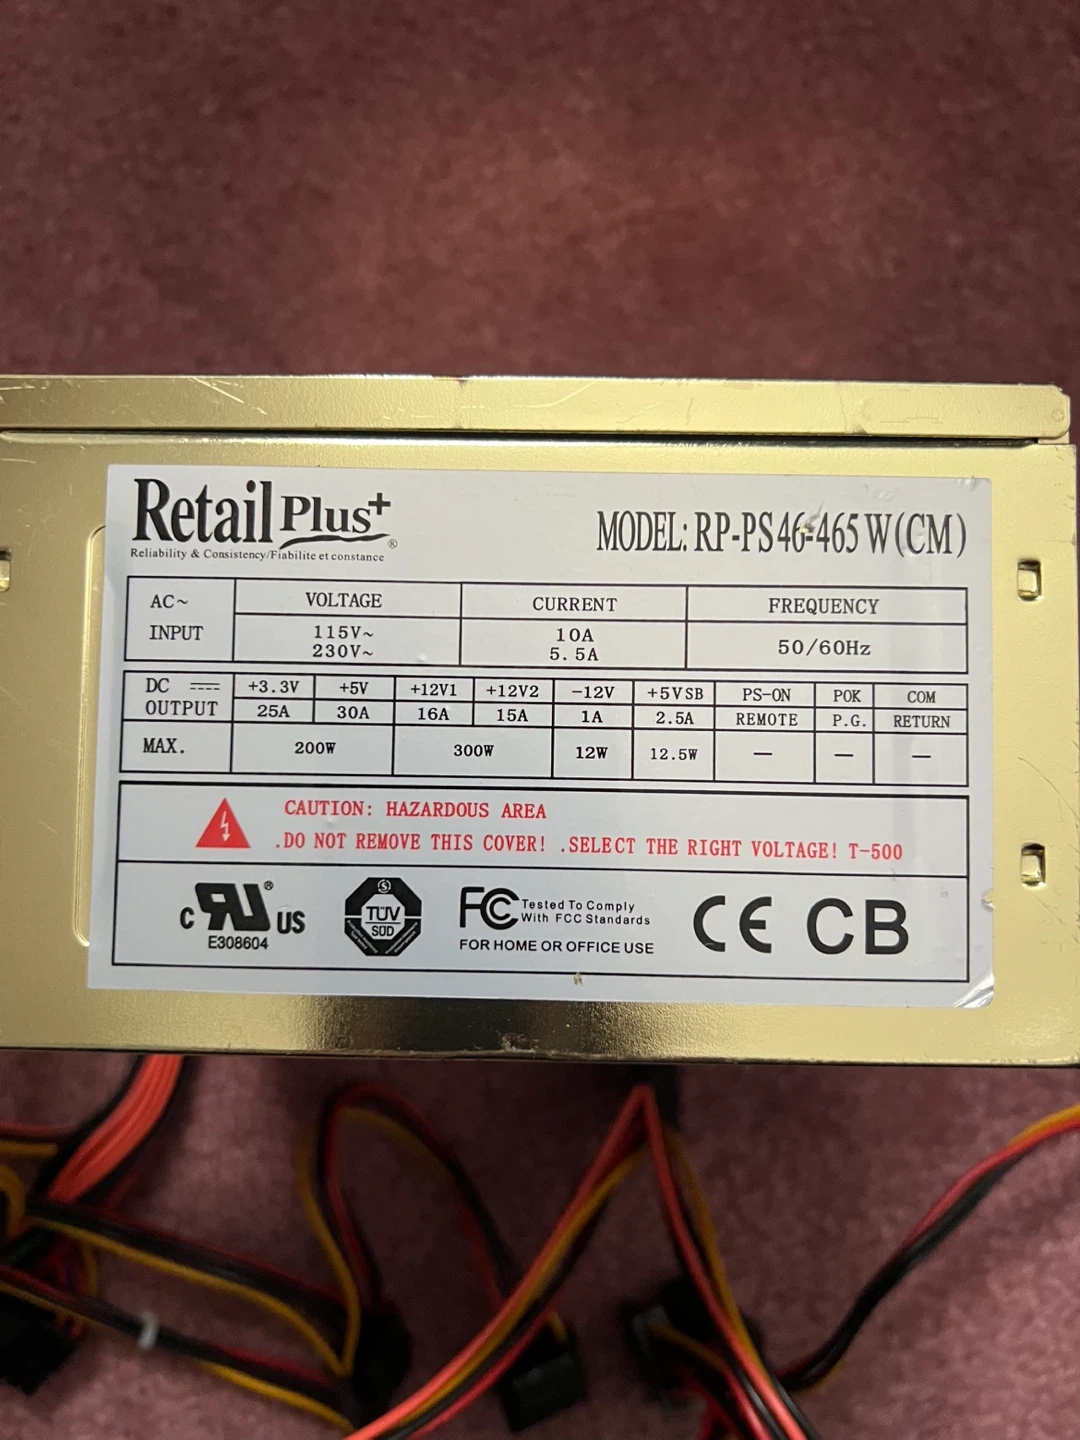 Retail Plus+ ®
Reliability & Consistency/Fiabilite et constance
MODEL: RP-PS46-465W(CM)
AC~ INPUT VOLTAGE CURRENT FREQUENCY
115V~ 10A 50/60Hz
230V~ 5.5A
DC OUTPUT +3.3V +5V +12V1 +12V2 -12V +5VSB PS-ON POK COM
25A 30A 16A 15A 1A 2.5A REMOTE P.G. RETURN
MAX. 200W 300W 12W 12.5W — — —
CAUTION: HAZARDOUS AREA
.DO NOT REMOVE THIS COVER! .SELECT THE RIGHT VOLTAGE! T-500
C RU ® US
E308604
TÜV
SÜD
FC Tested To Comply
With FCC Standards
FOR HOME OR OFFICE USE
CE CB